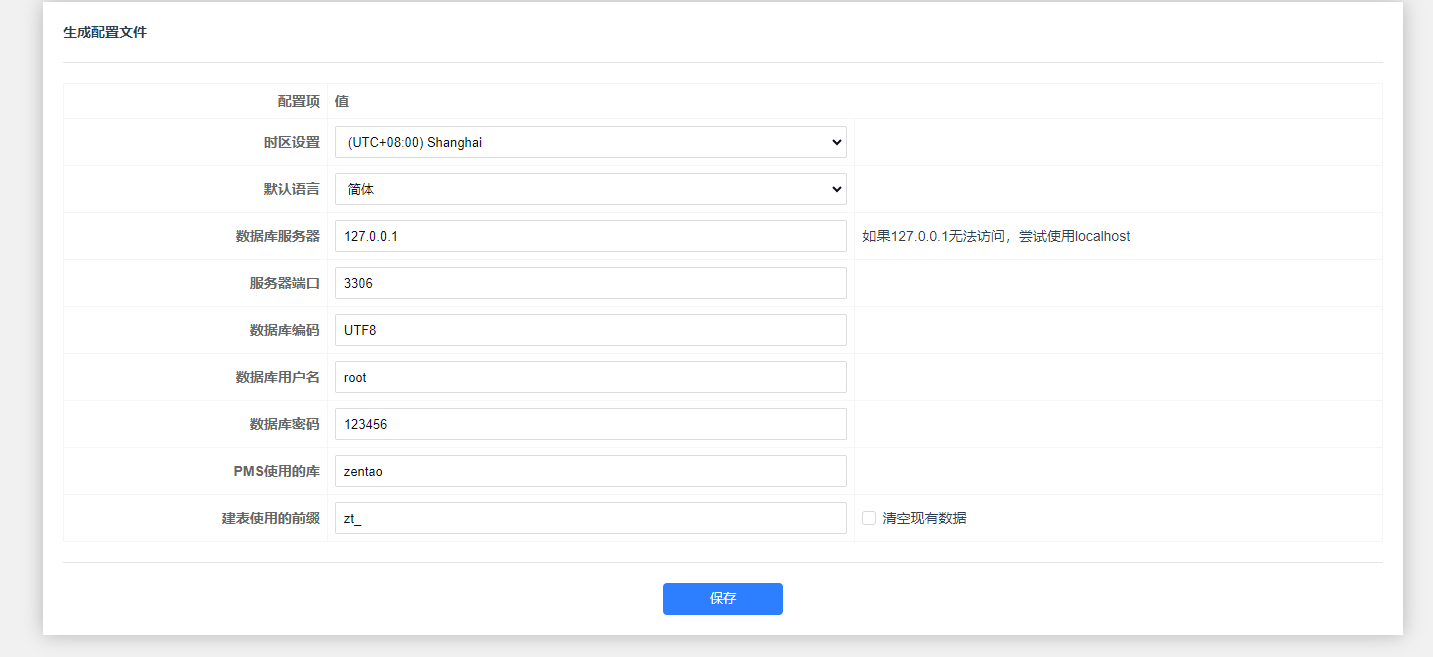 生成配置文件
配置项 值
时区设置 (UTC+08:00) Shanghai
默认语言 简体
数据库服务器 127.0.0.1 如果127.0.0.1无法访问，尝试使用localhost
服务器端口 3306
数据库编码 UTF8
数据库用户名 root
数据库密码 123456
PMS使用的库 zentao
建表使用的前缀 zt_ 清空现有数据
保存